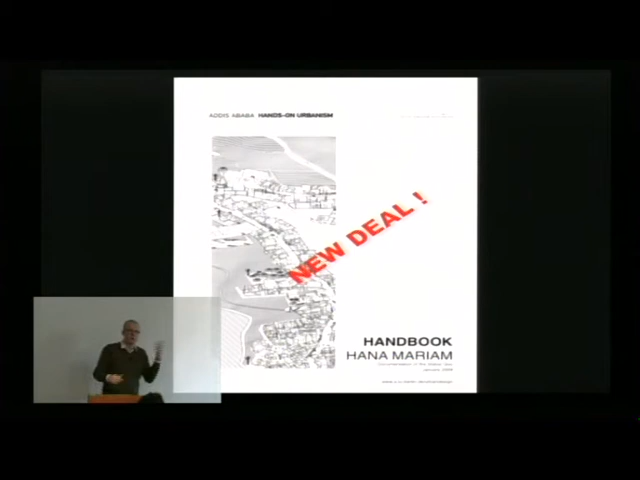 ADDIS ABABA HANDS-ON URBANISM
NEW DEAL !
HANDBOOK
HANA MARIAM